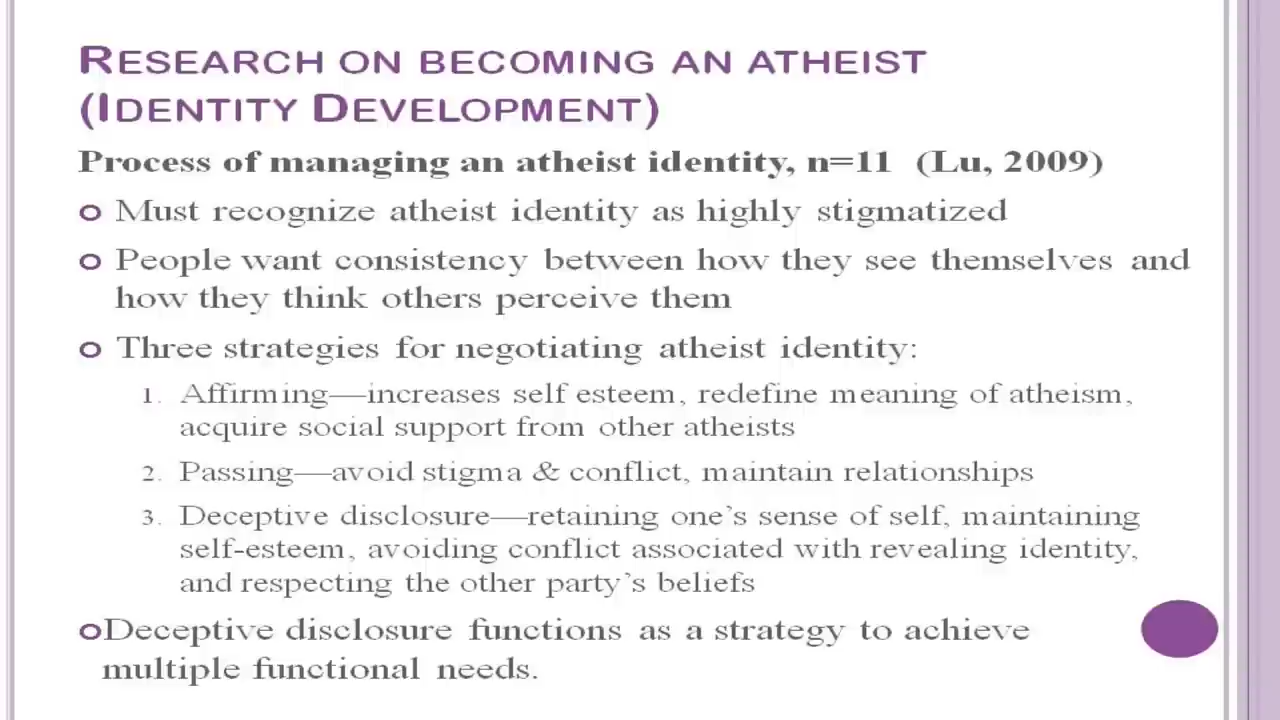 RESEARCH ON BECOMING AN ATHEIST
(IDENTITY DEVELOPMENT)
Process of managing an atheist identity, n=11 (Lu, 2009)
Must recognize atheist identity as highly stigmatized
People want consistency between how they see themselves and
how they think others perceive them
Three strategies for negotiating atheist identity:
1. Affirming—increases self esteem, redefine meaning of atheism,
acquire social support from other atheists
2. Passing—avoid stigma & conflict, maintain relationships
3. Deceptive disclosure—retaining one's sense of self, maintaining
self-esteem, avoiding conflict associated with revealing identity,
and respecting the other party's beliefs
Deceptive disclosure functions as a strategy to achieve
multiple functional needs.